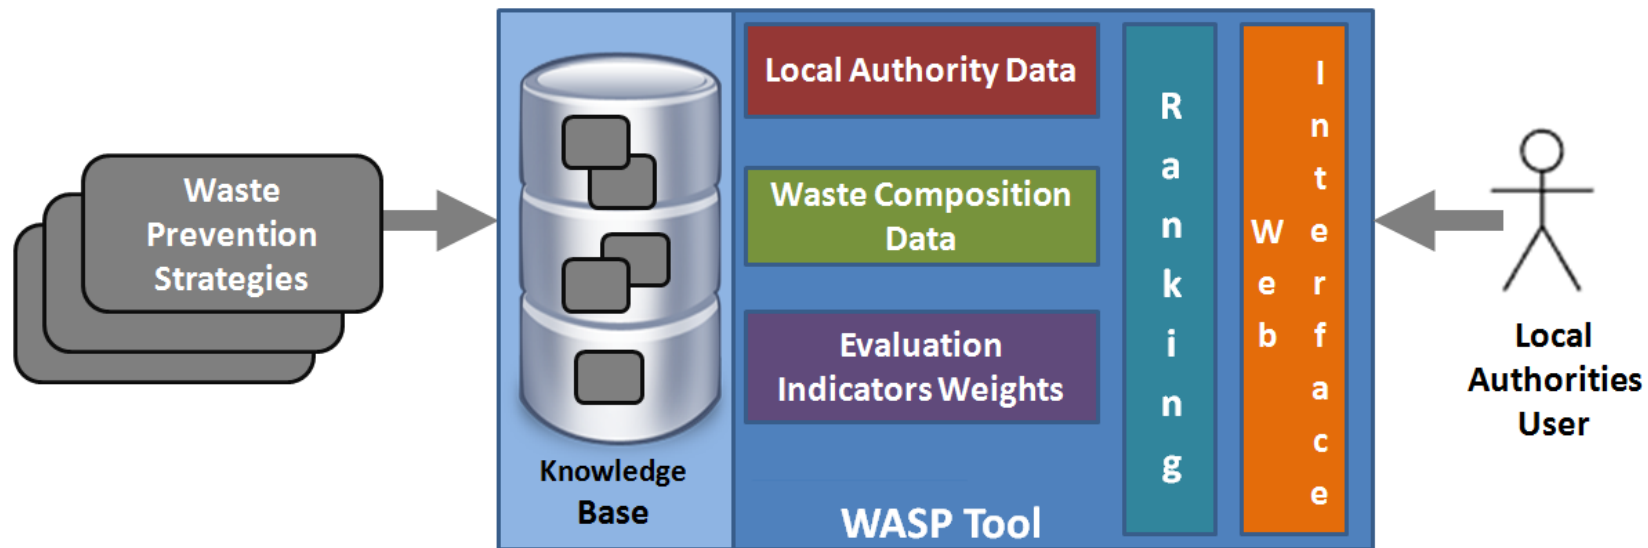 Waste
Prevention
Strategies
Knowledge
Base
Local Authority Data
Waste Composition
Data
Evaluation
Indicators Weights
WASP Tool
Ranking
Web
Interface
Local
Authorities
User